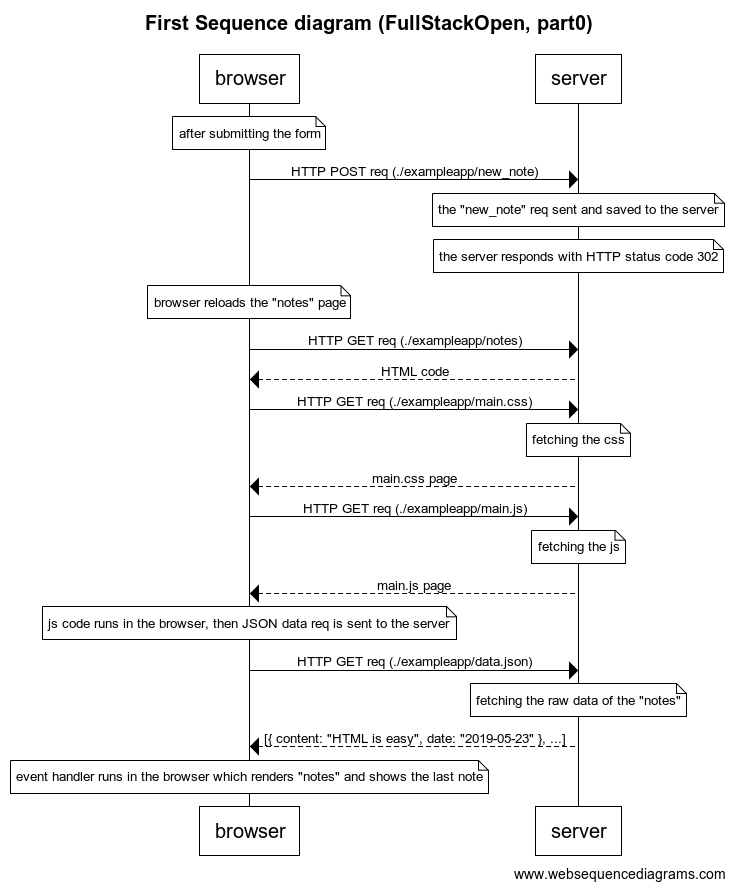 First Sequence diagram (FullStackOpen, part0)
browser
server
after submitting the form
HTTP POST req (./exampleapp/new_note)
the "new_note" req sent and saved to the server
the server responds with HTTP status code 302
browser reloads the "notes" page
HTTP GET req (./exampleapp/notes)
HTML code
HTTP GET req (./exampleapp/main.css)
fetching the css
main.css page
HTTP GET req (./exampleapp/main.js)
fetching the js
main.js page
js code runs in the browser, then JSON data req is sent to the server
HTTP GET req (./exampleapp/data.json)
fetching the raw data of the "notes"
[{ content: "HTML is easy", date: "2019-05-23" }, ...]
event handler runs in the browser which renders "notes" and shows the last note
browser
server
www.websequencediagrams.com